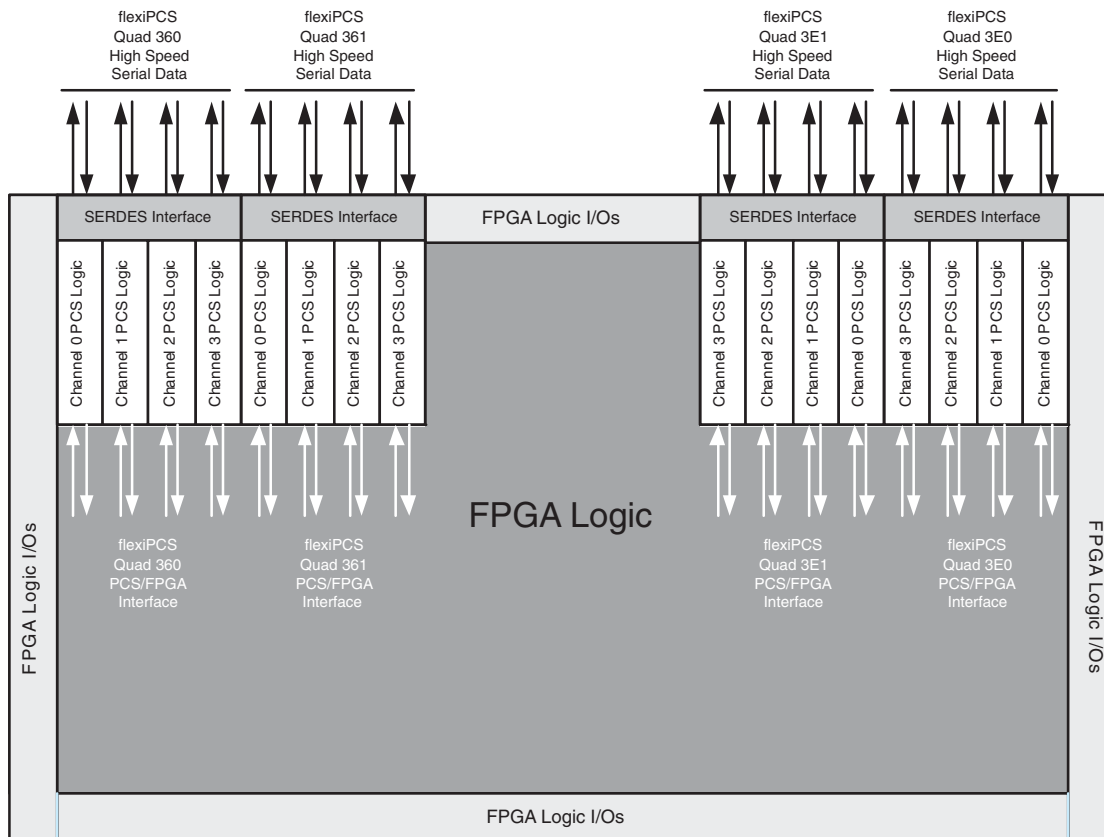 flexiPCS
Quad 360
High Speed
Serial Data
flexiPCS
Quad 361
High Speed
Serial Data
flexiPCS
Quad 3E1
High Speed
Serial Data
flexiPCS
Quad 3E0
High Speed
Serial Data
SERDES Interface
SERDES Interface
FPGA Logic I/Os
SERDES Interface
SERDES Interface
Channel 0 PCS Logic
Channel 1 PCS Logic
Channel 2 PCS Logic
Channel 3 PCS Logic
Channel 0 PCS Logic
Channel 1 PCS Logic
Channel 2 PCS Logic
Channel 3 PCS Logic
Channel 3 PCS Logic
Channel 2 PCS Logic
Channel 1 PCS Logic
Channel 0 PCS Logic
Channel 3 PCS Logic
Channel 2 PCS Logic
Channel 1 PCS Logic
Channel 0 PCS Logic
FPGA Logic
FPGA Logic I/Os
flexiPCS
Quad 360
PCS/FPGA
Interface
flexiPCS
Quad 361
PCS/FPGA
Interface
flexiPCS
Quad 3E1
PCS/FPGA
Interface
flexiPCS
Quad 3E0
PCS/FPGA
Interface
FPGA Logic I/Os
FPGA Logic I/Os